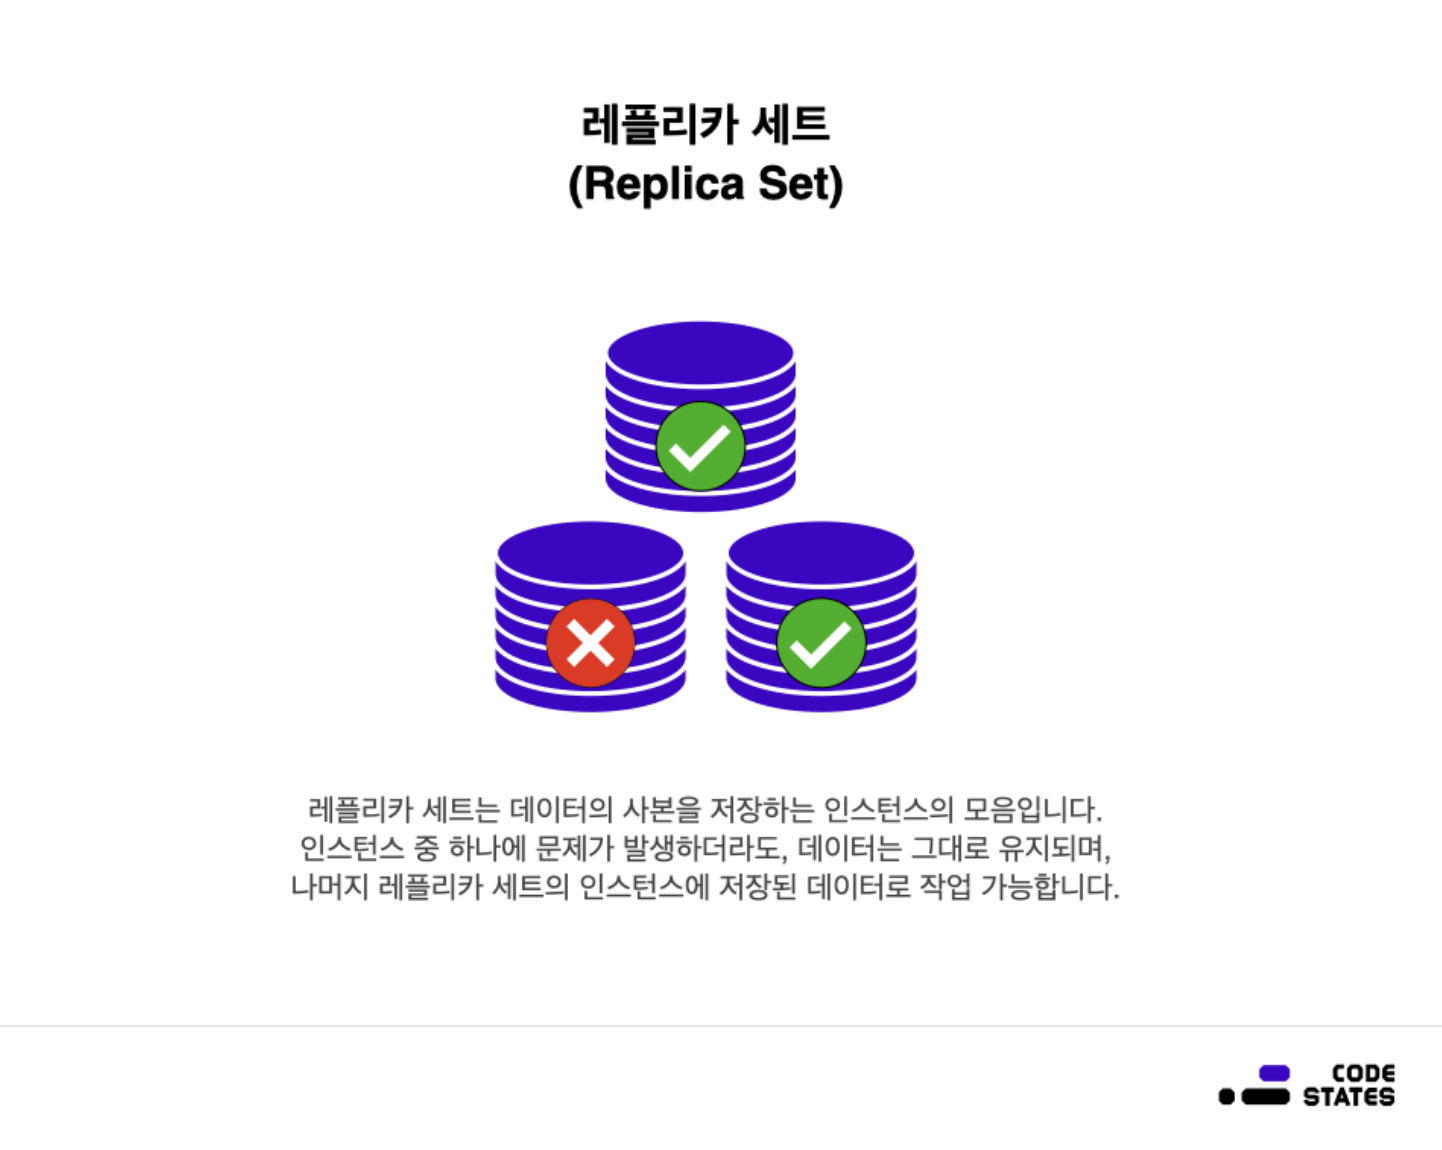 레플리카 세트
(Replica Set)
레플리카 세트는 데이터의 사본을 저장하는 인스턴스의 모음입니다.
인스턴스 중 하나에 문제가 발생하더라도, 데이터는 그대로 유지되며,
나머지 레플리카 세트의 인스턴스에 저장된 데이터로 작업 가능합니다.
CODE
STATES